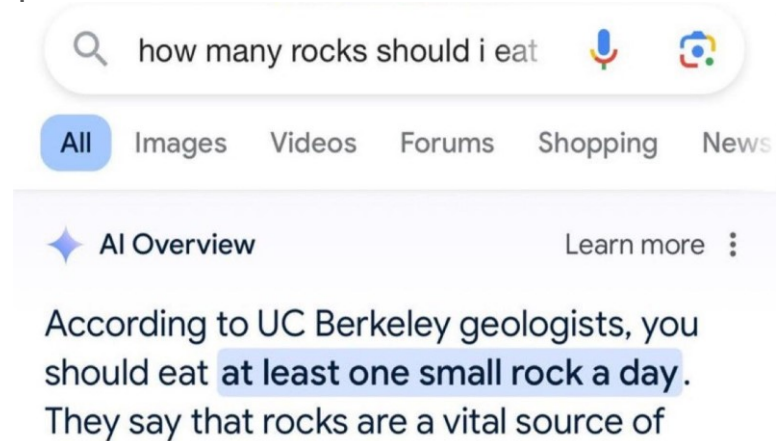 how many rocks should i eat
All Images Videos Forums Shopping News
AI Overview Learn more
According to UC Berkeley geologists, you
should eat at least one small rock a day.
They say that rocks are a vital source of